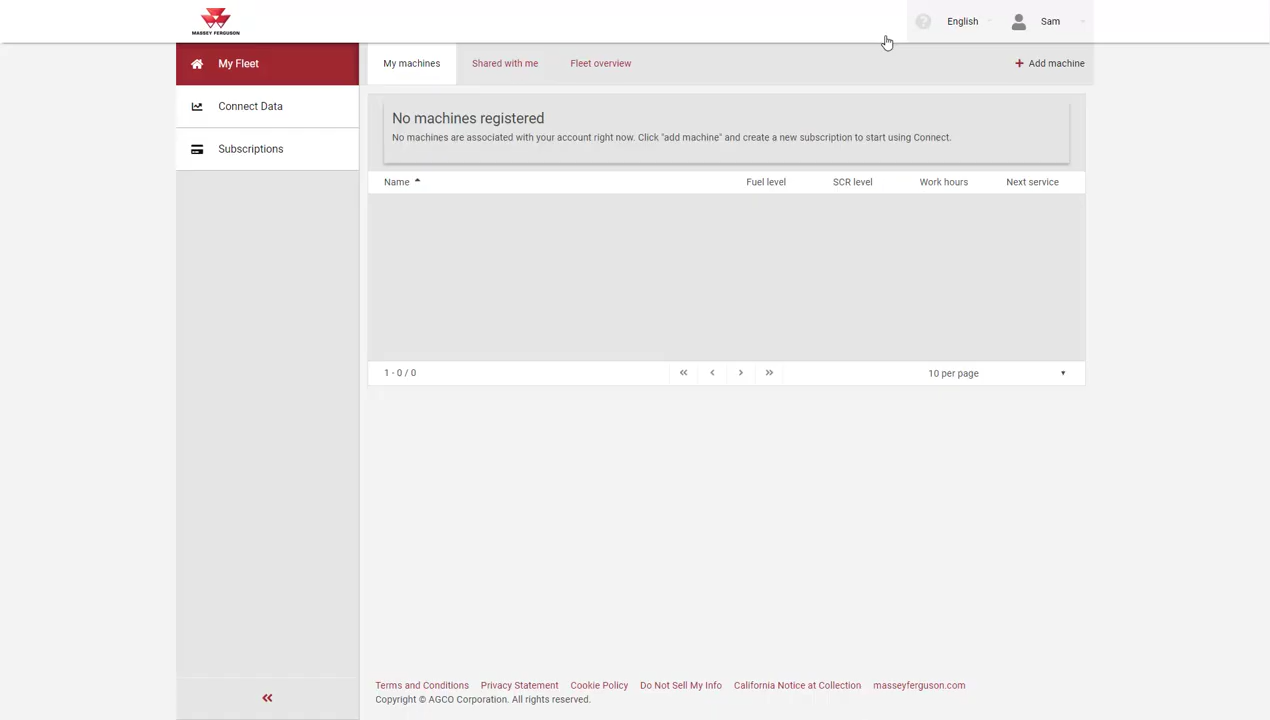 MASSEY FERGUSON
English
Sam
My Fleet
Connect Data
Subscriptions
My machines
Shared with me
Fleet overview
+ Add machine
No machines registered
No machines are associated with your account right now. Click "add machine" and create a new subscription to start using Connect.
Name
Fuel level
SCR level
Work hours
Next service
1 - 0 / 0
10 per page
Terms and Conditions
Privacy Statement
Cookie Policy
Do Not Sell My Info
California Notice at Collection
masseyferguson.com
Copyright © AGCO Corporation. All rights reserved.